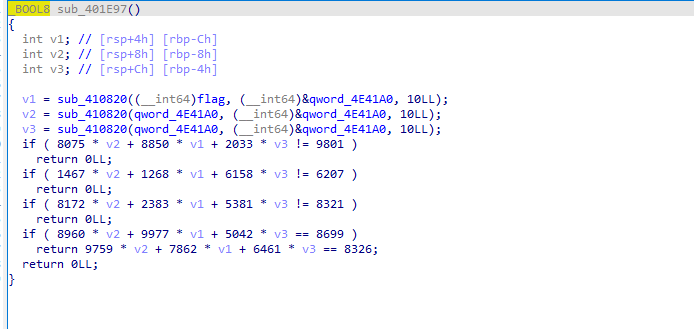 _BOOL8 sub_401E97()
{
int v1; // [rsp+4h] [rbp-Ch]
int v2; // [rsp+8h] [rbp-8h]
int v3; // [rsp+Ch] [rbp-4h]
v1 = sub_410820((__int64)flag, (__int64)&qword_4E41A0, 10LL);
v2 = sub_410820(qword_4E41A0, (__int64)&qword_4E41A0, 10LL);
v3 = sub_410820(qword_4E41A0, (__int64)&qword_4E41A0, 10LL);
if ( 8075 * v2 + 8850 * v1 + 2033 * v3 != 9801 )
return 0LL;
if ( 1467 * v2 + 1268 * v1 + 6158 * v3 != 6207 )
return 0LL;
if ( 8172 * v2 + 2383 * v1 + 5381 * v3 != 8321 )
return 0LL;
if ( 8960 * v2 + 9977 * v1 + 5042 * v3 == 8699 )
return 9759 * v2 + 7862 * v1 + 6461 * v3 == 8326;
return 0LL;
}